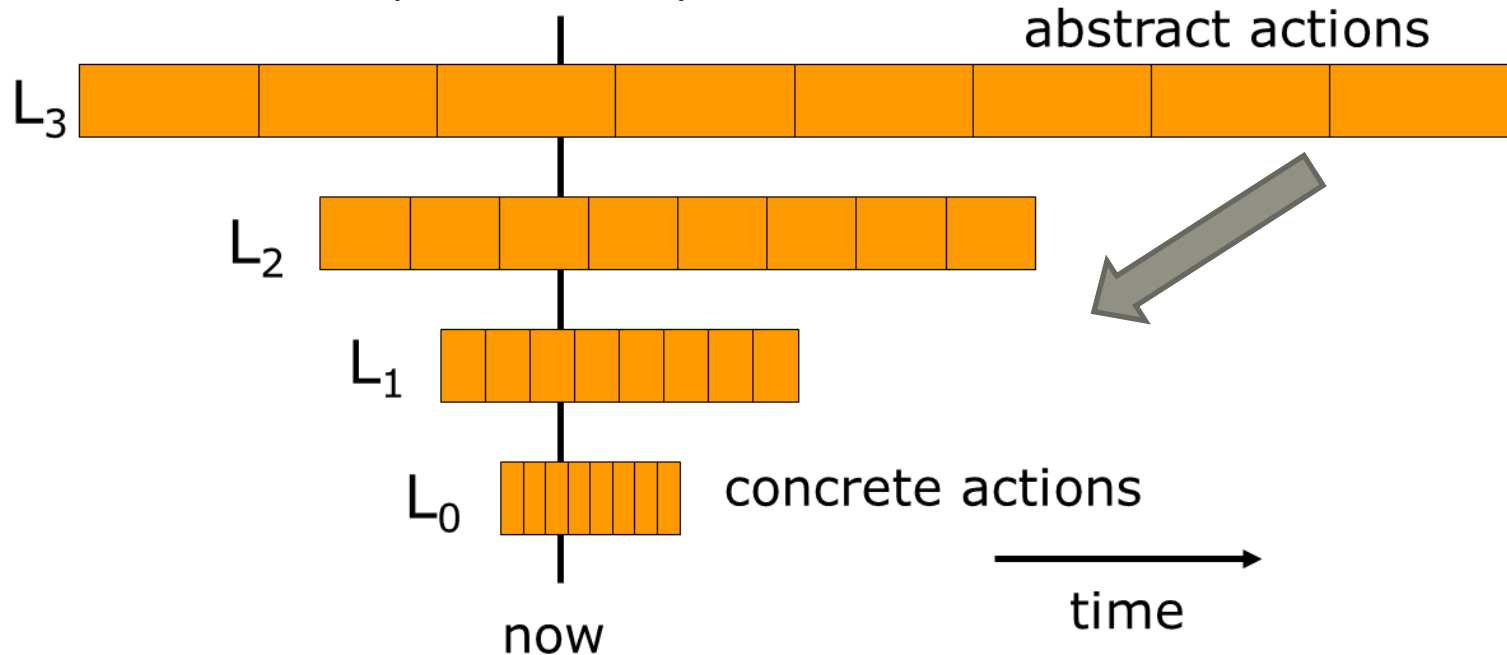 abstract actions
L₃
L₂
L₁
L₀
concrete actions
time
now